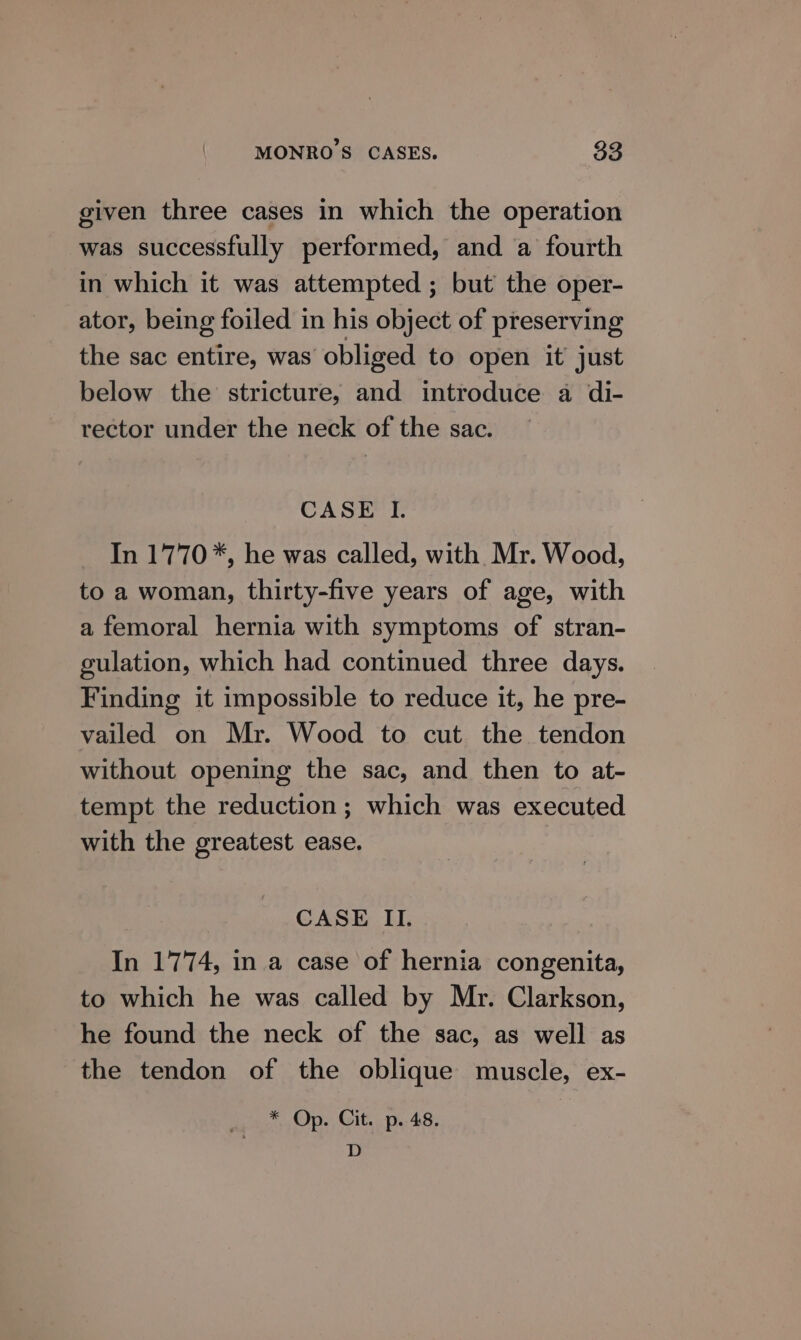 MONRO'S CASES. 33
given three cases in which the operation
was successfully performed, and a fourth
in which it was attempted ; but the oper-
ator, being foiled in his object of preserving
the sac entire, was obliged to open it just
below the stricture, and introduce a di-
rector under the neck of the sac.
CASE I.
In 1770 *, he was called, with Mr. Wood,
to a woman, thirty-five years of age, with
a femoral hernia with symptoms of stran-
gulation, which had continued three days.
Finding it impossible to reduce it, he pre-
vailed on Mr. Wood to cut the tendon
without opening the sac, and then to at-
tempt the reduction ; which was executed
with the greatest ease.
CASE II.
In 1774, in a case of hernia congenita,
to which he was called by Mr. Clarkson,
he found the neck of the sac, as well as
the tendon of the oblique muscle, ex-
* Op. Cit. p. 48.
D